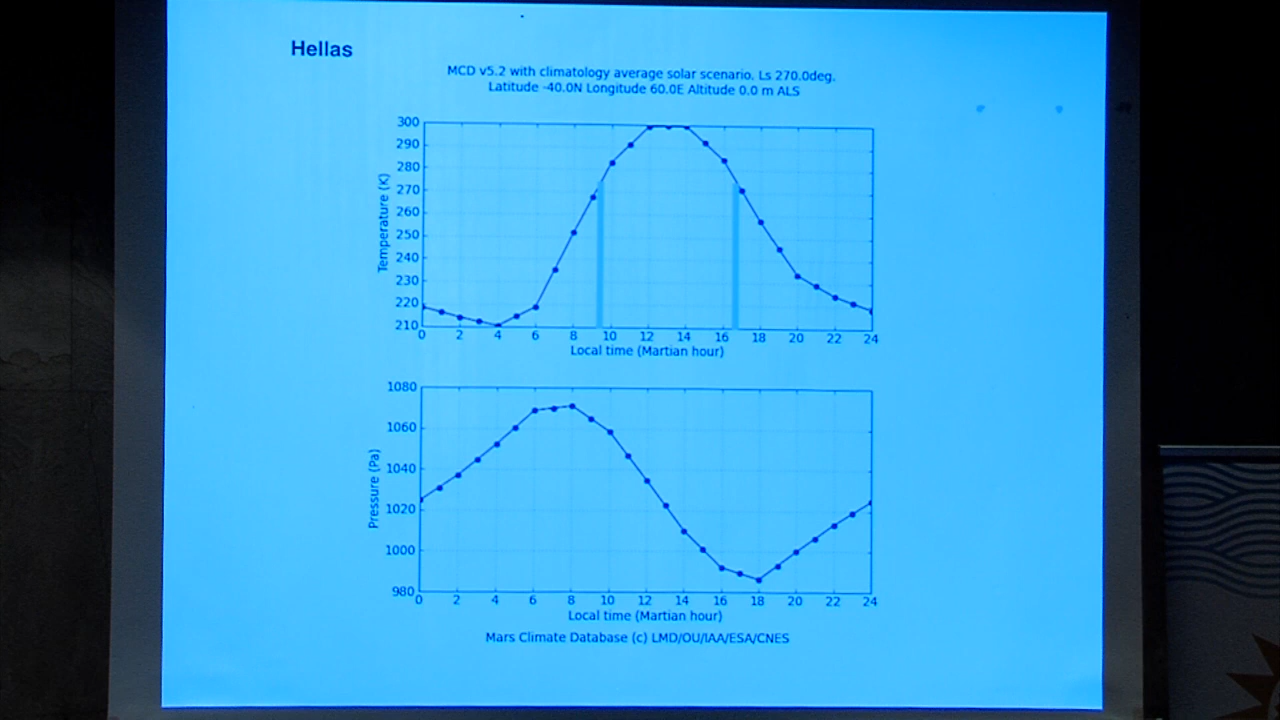 Hellas
MCD v5.2 with climatology average solar scenario. Ls 270.0deg.
Latitude -40.0N Longitude 60.0E Altitude 0.0 m ALS
300
290
280
270
260
250
240
230
220
210
Temperature (K)
0 2 4 6 8 10 12 14 16 18 20 22 24
Local time (Martian hour)
1080
1060
1040
1020
1000
980
Pressure (Pa)
0 2 4 6 8 10 12 14 16 18 20 22 24
Local time (Martian hour)
Mars Climate Database (c) LMD/OU/IAA/ESA/CNES